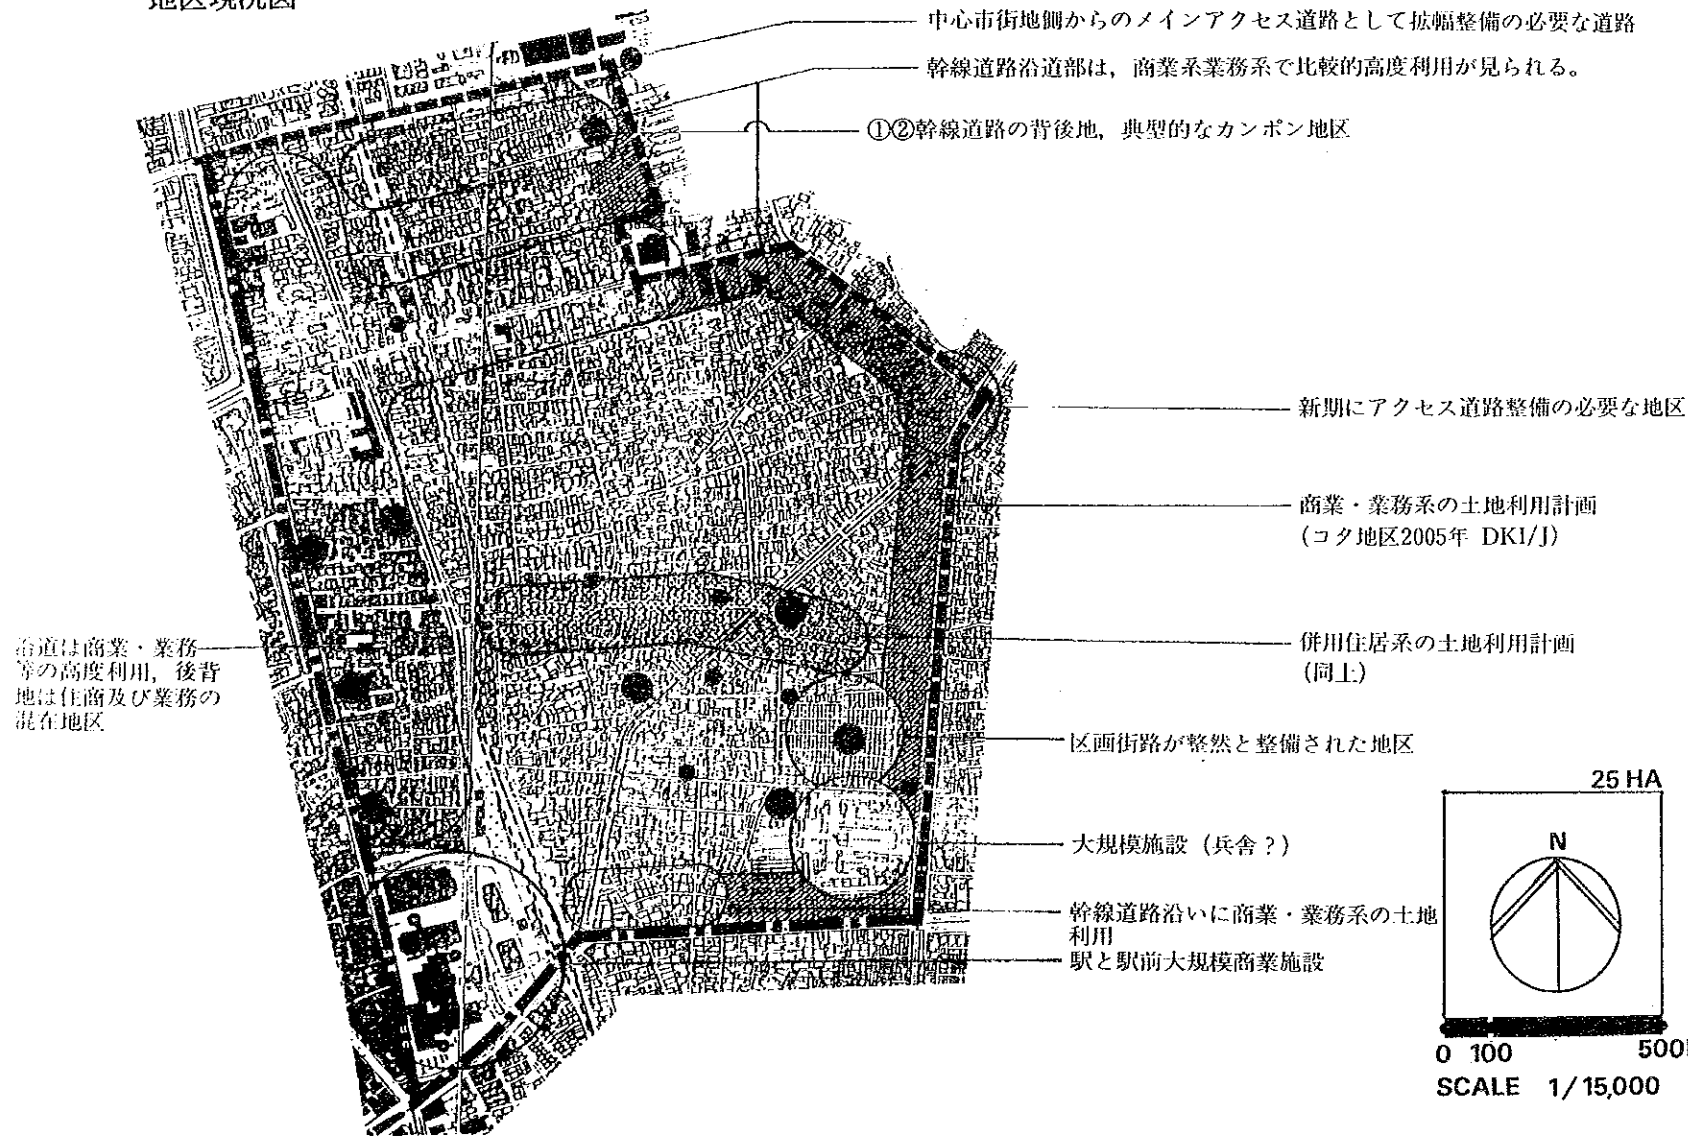 地区現況図
中心市街地側からのメインアクセス道路として拡幅整備の必要な道路
幹線道路沿道部は，商業系業務系で比較的高度利用が見られる。
①②幹線道路の背後地，典型的なカンポン地区
新期にアクセス道路整備の必要な地区
商業・業務系の土地利用計画
(コタ地区2005年 DKI/J)
併用住居系の土地利用計画
(同上)
沿道は商業・業務
等の高度利用，後背
地は住商及び業務の
混在地区
区画街路が整然と整備された地区
大規模施設（兵舎？）
幹線道路沿いに商業・業務系の土地
利用
駅と駅前大規模商業施設
25 HA
N
0 100 500
SCALE 1/15,000